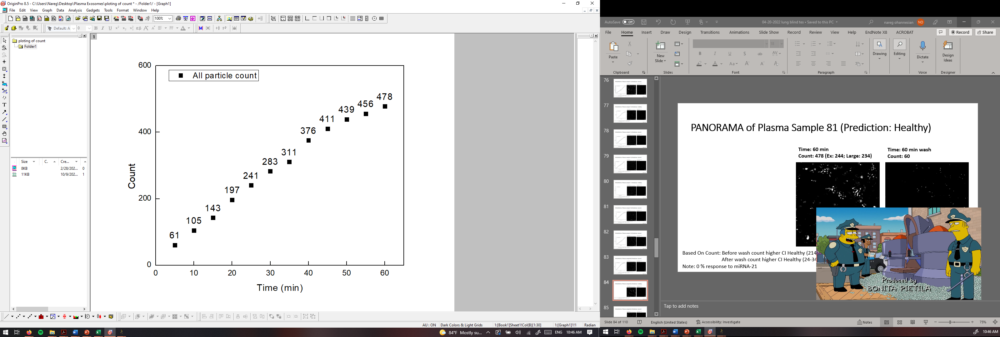 OriginPro 8.5 - C:\Users\Nareg\Desktop\Plasma Exosomes\ploting of count * - /Folder1/ - [Graph1]
File Edit View Graph Data Analysis Gadgets Tools Format Window Help
100%
Default: A 0 B I U
ploting of count
Folder1
Size C. Cre...
8KB 2/28/202... 0
11KB 10/9/202... 1
1
All particle count
600
400
200
0
Count
61
105
143
197
241
283
311
376
411
439
456
478
0 10 20 30 40 50 60
Time (min)
AU : ON Dark Colors & Light Grids 1:[Book1]Sheet1!Col(B)[1:30] 1:[Graph1]1!1 Radian
84°F Mostly su... ENG 10:46 AM
AutoSave Off 04-20-2022 lung blind tes • Saved to this PC nareg ohannesian NO
File Home Insert Draw Design Transitions Animations Slide Show Record Review View Help EndNote X8 ACROBAT Record Share
Paste New Slide Drawing Editing Dictate Design Ideas
Clipboard Slides Font Paragraph Voice Designer
76
77
78
79
80
81
82
83
84
85
PANORAMA of Plasma Sample 81 (Prediction: Healthy)
Time: 60 min
Count: 478 (Ex: 244; Large: 234)
Time: 60 min wash
Count: 60
Based On Count: Before wash count higher CI Healthy (214
After wash count higher CI Healthy (24-34
Note: 0 % response to miRNA-21
Produced by
BONITA PIETILA
Tap to add notes
Slide 84 of 110 English (United States) Accessibility: Investigate Notes 75%
10:46 AM